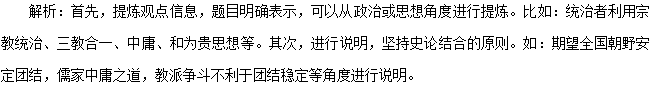 解析：首先，提炼观点信息，题目明确表示，可以从政治或思想角度进行提炼。比如：统治者利用宗
教统治、三教合一、中庸、和为贵思想等。其次，进行说明，坚持史论结合的原则。如：期望全国朝野安
定团结，儒家中庸之道，教派争斗不利于团结稳定等角度进行说明。